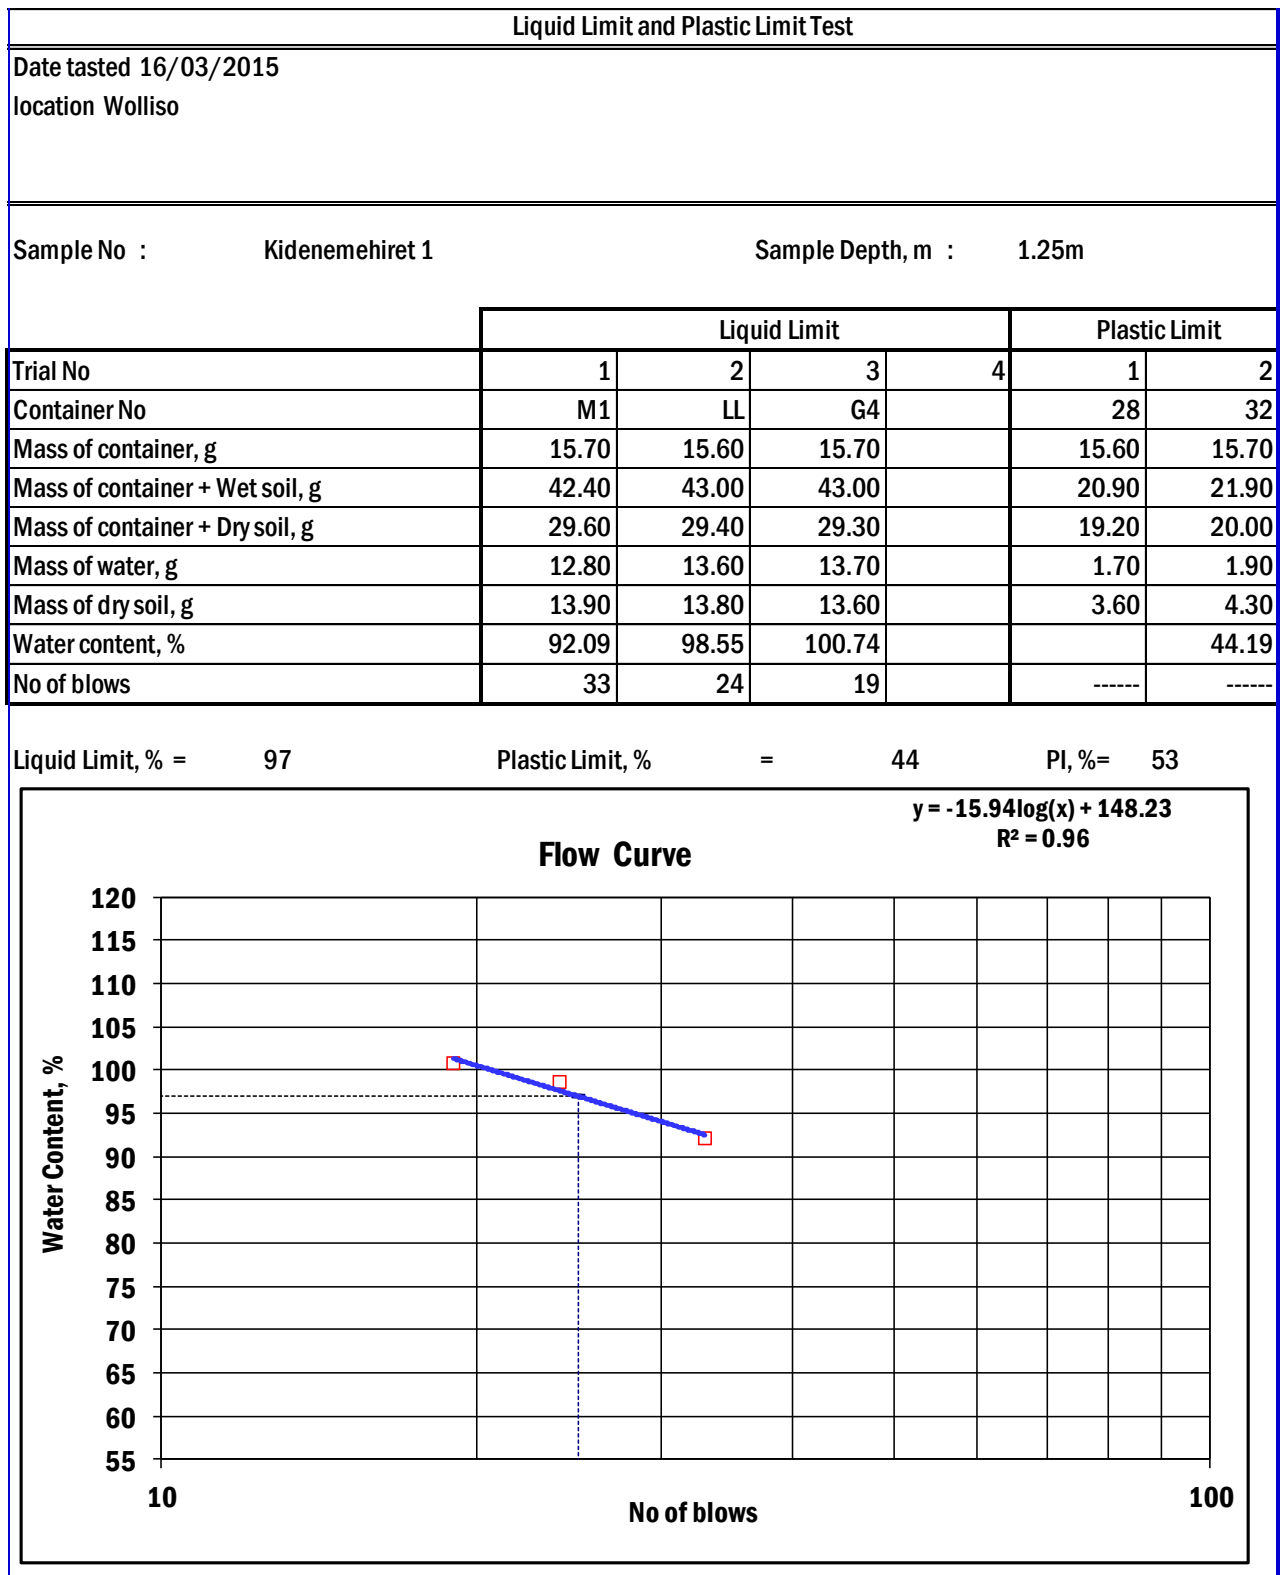 Liquid Limit and Plastic Limit Test
Date tasted 16/03/2015
location Wolliso
Sample No : Kidenemehiret 1 Sample Depth, m : 1.25m
Liquid Limit Plastic Limit
Trial No 1 2 3 4 1 2
Container No M1 LL G4 28 32
Mass of container, g 15.70 15.60 15.70 15.60 15.70
Mass of container + Wet soil, g 42.40 43.00 43.00 20.90 21.90
Mass of container + Dry soil, g 29.60 29.40 29.30 19.20 20.00
Mass of water, g 12.80 13.60 13.70 1.70 1.90
Mass of dry soil, g 13.90 13.80 13.60 3.60 4.30
Water content, % 92.09 98.55 100.74 44.19
No of blows 33 24 19 ------ ------
Liquid Limit, % = 97 Plastic Limit, % = 44 PI, %= 53
y = -15.94log(x) + 148.23
R² = 0.96
Flow Curve
120
115
110
105
100
95
90
85
80
75
70
65
60
55
Water Content, %
10 100
No of blows